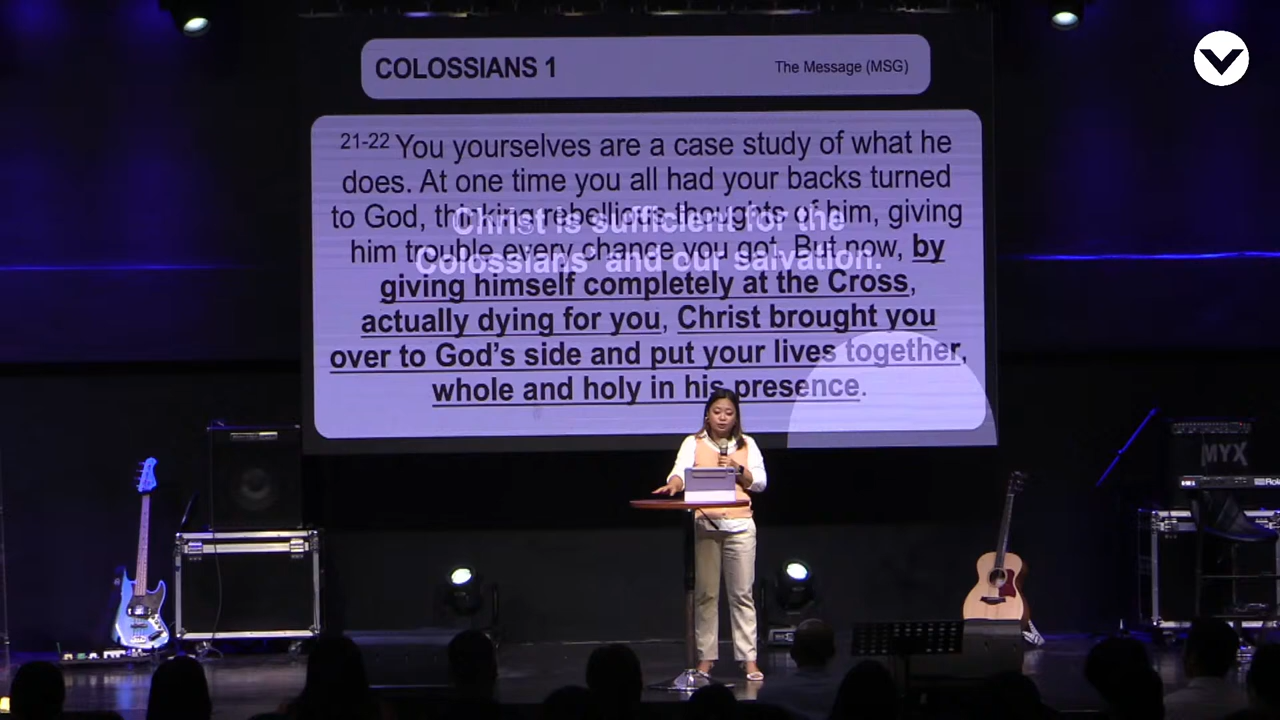 COLOSSIANS 1
The Message (MSG)
21-22 You yourselves are a case study of what he
does. At one time you all had your backs turned
to God, thinking rebellious thoughts of him, giving
him trouble every chance you got. But now, by
giving himself completely at the Cross,
actually dying for you, Christ brought you
over to God's side and put your lives together,
whole and holy in his presence.
Christ is sufficient for the
Colossians' and our salvation.
MYX
Roland